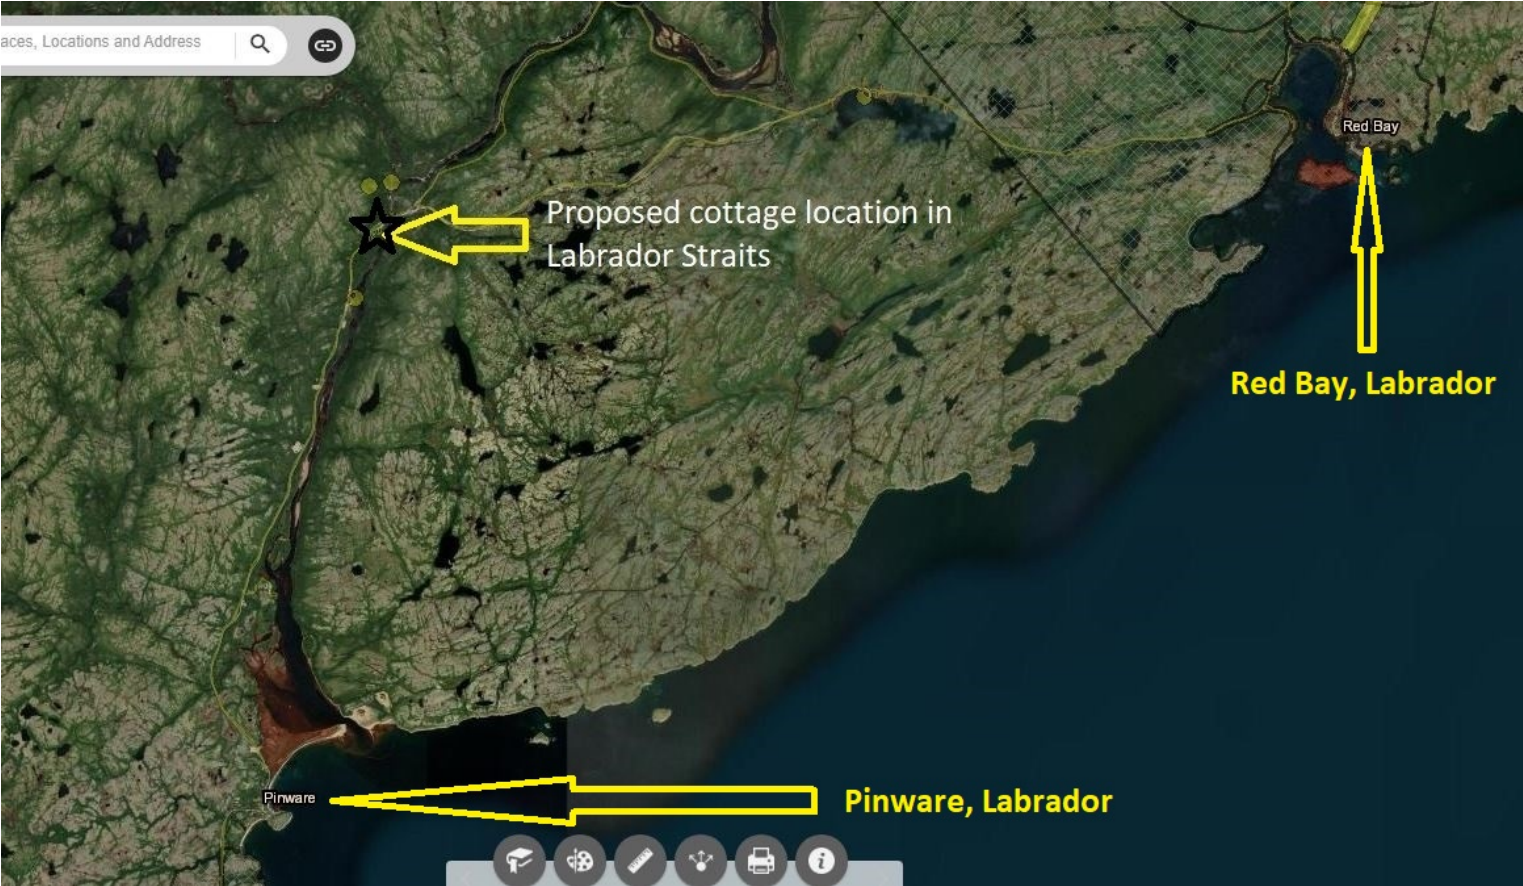 aces, Locations and Address
Red Bay
Proposed cottage location in
Labrador Straits
Red Bay, Labrador
Pinware
Pinware, Labrador